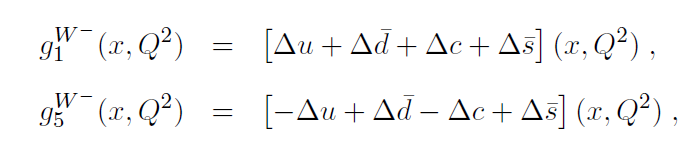 g_1^{W^-}(x, Q^2) = [Δu + Δd̄ + Δc + Δs̄] (x, Q^2) ,
g_5^{W^-}(x, Q^2) = [−Δu + Δd̄ − Δc + Δs̄] (x, Q^2) ,